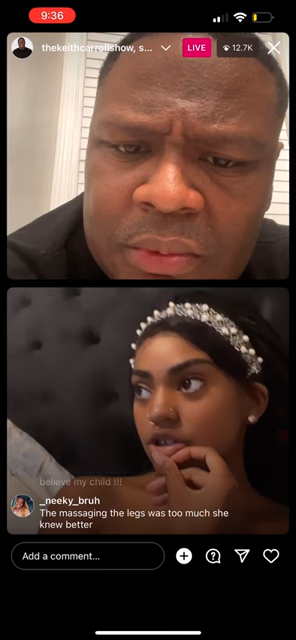 9:36
thekeithcarrollshow, s...
LIVE
12.7K
believe my child !!!
_neeky_bruh
The massaging the legs was too much she
knew better
Add a comment...